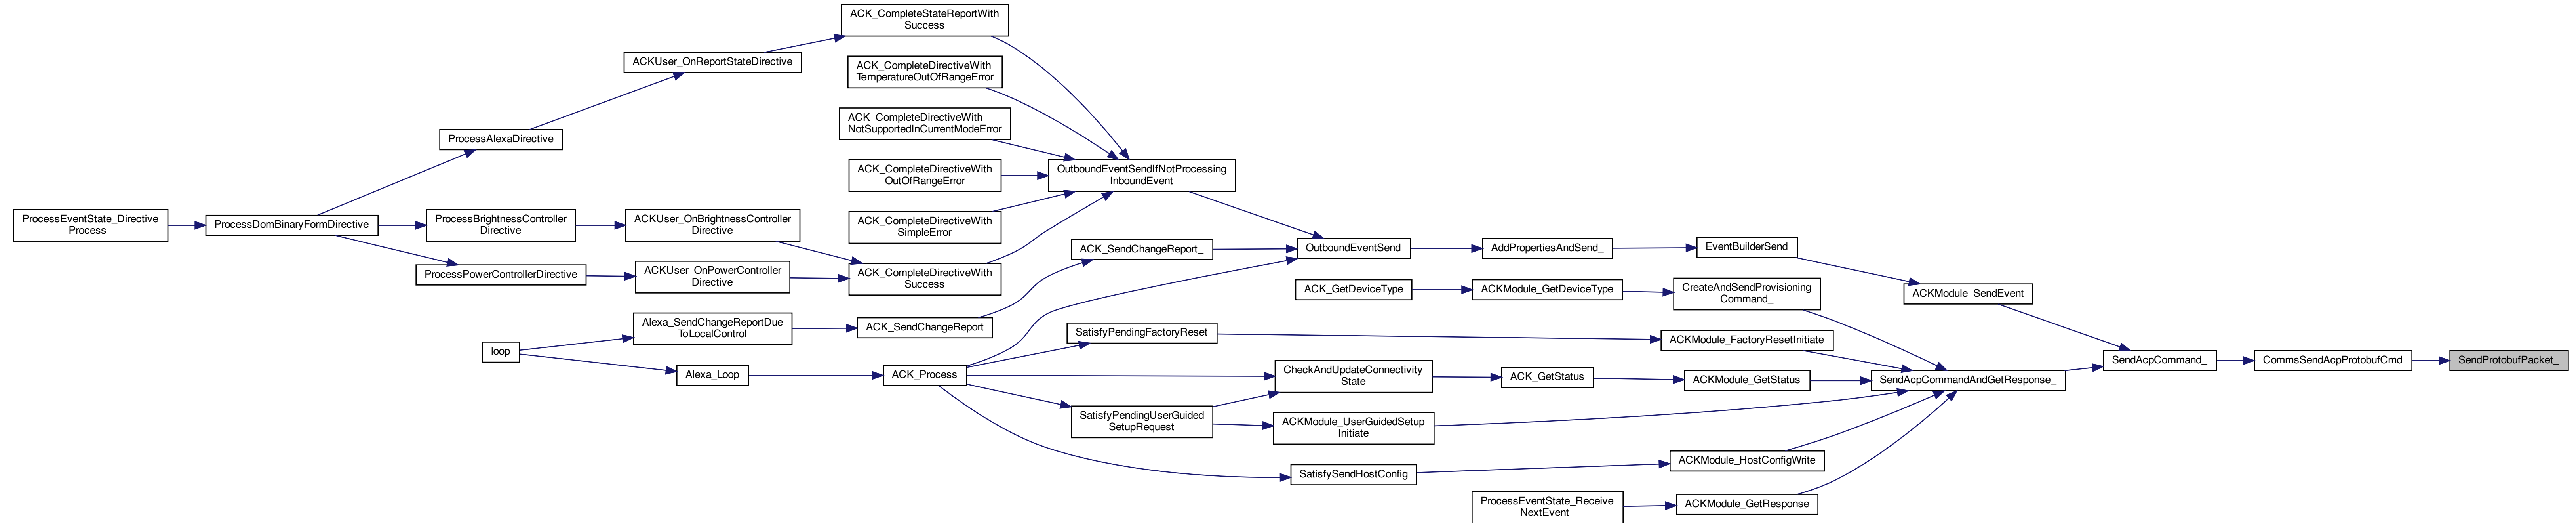 ACK_CompleteStateReportWith
Success
ACKUser_OnReportStateDirective
ACK_CompleteDirectiveWith
TemperatureOutOfRangeError
ACK_CompleteDirectiveWith
NotSupportedInCurrentModeError
ProcessAlexaDirective
ACK_CompleteDirectiveWith
OutOfRangeError
OutboundEventSendIfNotProcessing
InboundEvent
ProcessEventState_Directive
Process_
ProcessDomBinaryFormDirective
ProcessBrightnessController
Directive
ACKUser_OnBrightnessController
Directive
ACK_CompleteDirectiveWith
SimpleError
ACK_SendChangeReport_
OutboundEventSend
AddPropertiesAndSend_
EventBuilderSend
ProcessPowerControllerDirective
ACKUser_OnPowerController
Directive
ACK_CompleteDirectiveWith
Success
ACK_GetDeviceType
ACKModule_GetDeviceType
CreateAndSendProvisioning
Command_
ACKModule_SendEvent
Alexa_SendChangeReportDue
ToLocalControl
ACK_SendChangeReport
SatisfyPendingFactoryReset
ACKModule_FactoryResetInitiate
loop
Alexa_Loop
ACK_Process
CheckAndUpdateConnectivity
State
ACK_GetStatus
ACKModule_GetStatus
SendAcpCommandAndGetResponse_
SendAcpCommand_
CommsSendAcpProtobufCmd
SendProtobufPacket_
SatisfyPendingUserGuided
SetupRequest
ACKModule_UserGuidedSetup
Initiate
SatisfySendHostConfig
ACKModule_HostConfigWrite
ProcessEventState_Receive
NextEvent_
ACKModule_GetResponse